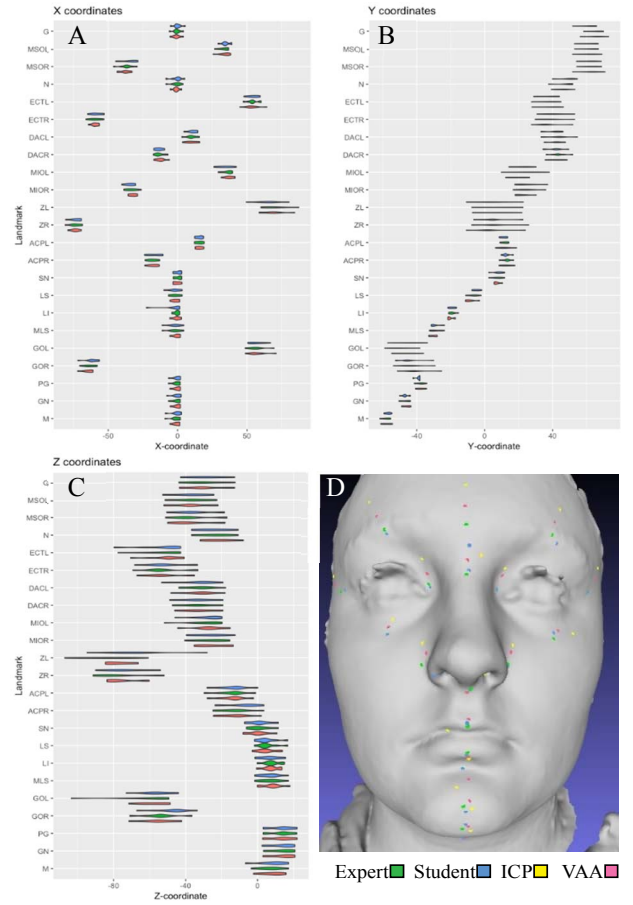 X coordinates
A
G
MSOL
MSOR
N
ECTL
ECTR
DACL
DACR
MIOL
MIOR
ZL
ZR
ACPL
ACPR
SN
LS
LI
MLS
GOL
GOR
PG
GN
M
Landmark
-50
0
50
X-coordinate
Y coordinates
B
G
MSOL
MSOR
N
ECTL
ECTR
DACL
DACR
MIOL
MIOR
ZL
ZR
ACPL
ACPR
SN
LS
LI
MLS
GOL
GOR
PG
GN
M
-40
0
40
Y-coordinate
Z coordinates
C
G
MSOL
MSOR
N
ECTL
ECTR
DACL
DACR
MIOL
MIOR
ZL
ZR
ACPL
ACPR
SN
LS
LI
MLS
GOL
GOR
PG
GN
M
Landmark
-80
-40
0
Z-coordinate
D
Expert Student ICP VAA